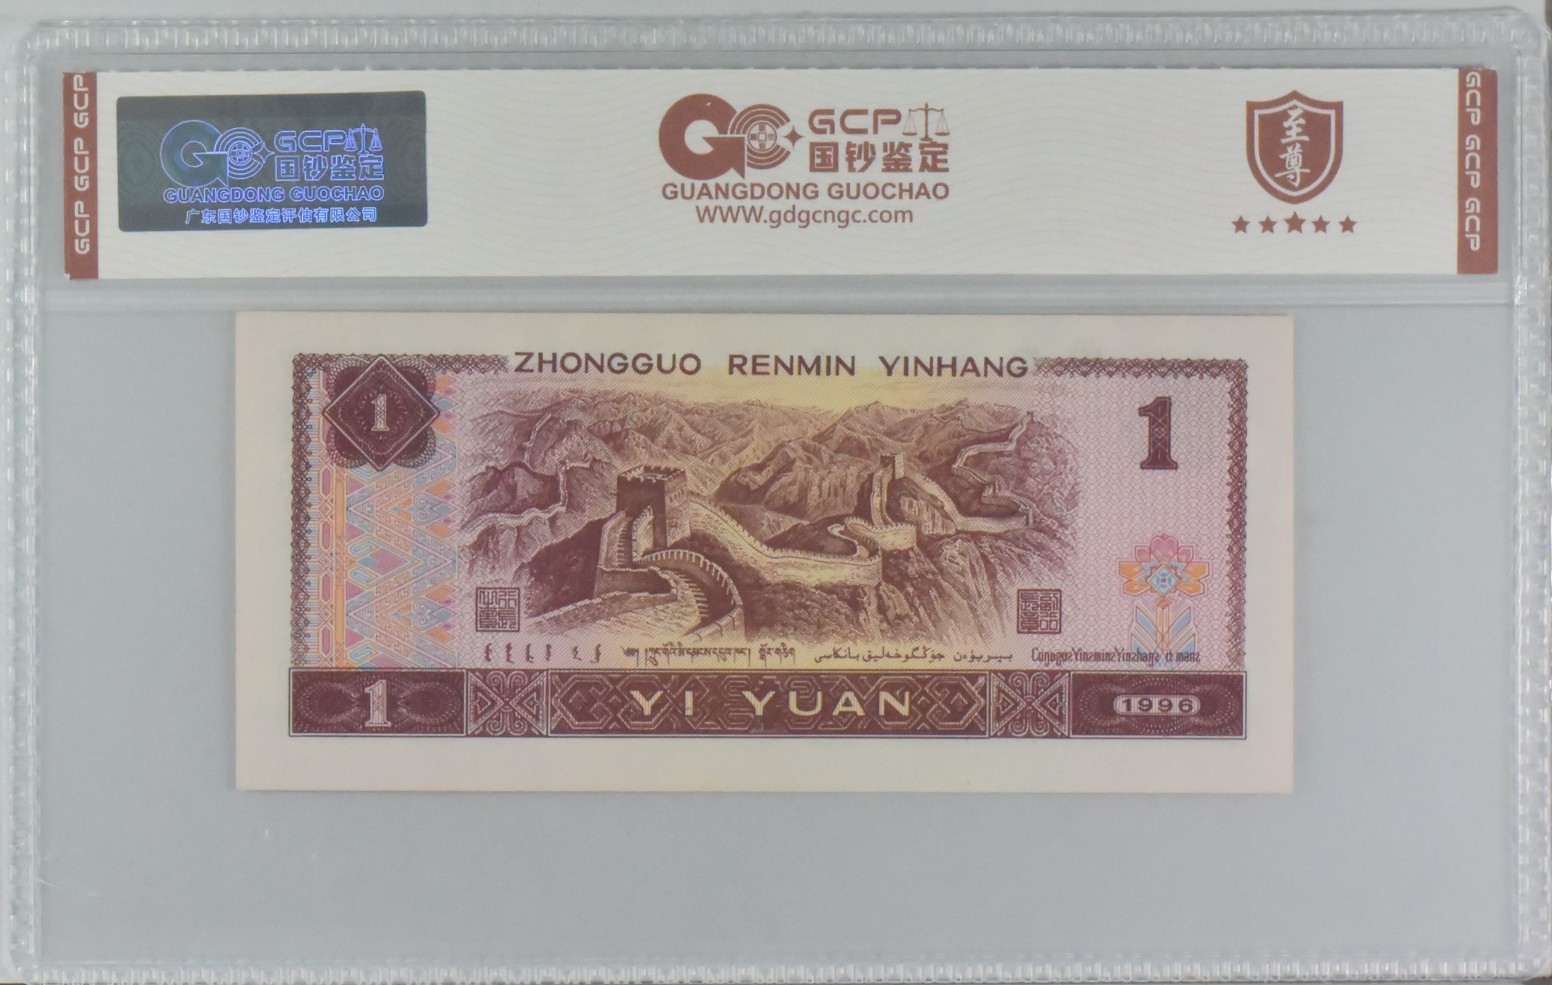 GCP GCP GCP
GCP
国钞鉴定
GUANGDONG GUOCHAO
广东国钞鉴定评估有限公司
GCP
国钞鉴定
GUANGDONG GUOCHAO
WWW.gdgcngc.com
至尊
GCP GCP GCP
ZHONGGUO RENMIN YINHANG
1
1
1
YI YUAN
1996